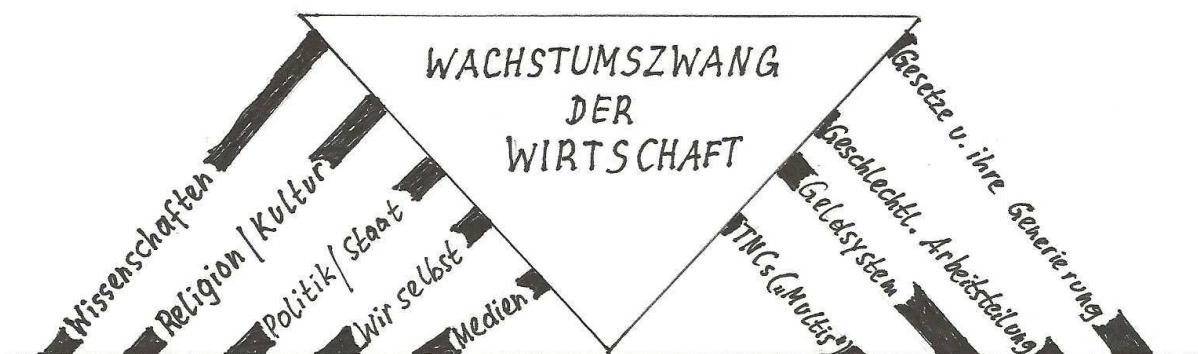 WACHSTUMSZWANG
DER
WIRTSCHAFT
Wissenschaften
Religion/Kultur
Politik/Staat
Wir selbst
Medien
TNCs („Multis")
Geldsystem
Geschlechtl. Arbeitsteilung
Gesetze u. ihre Generierung